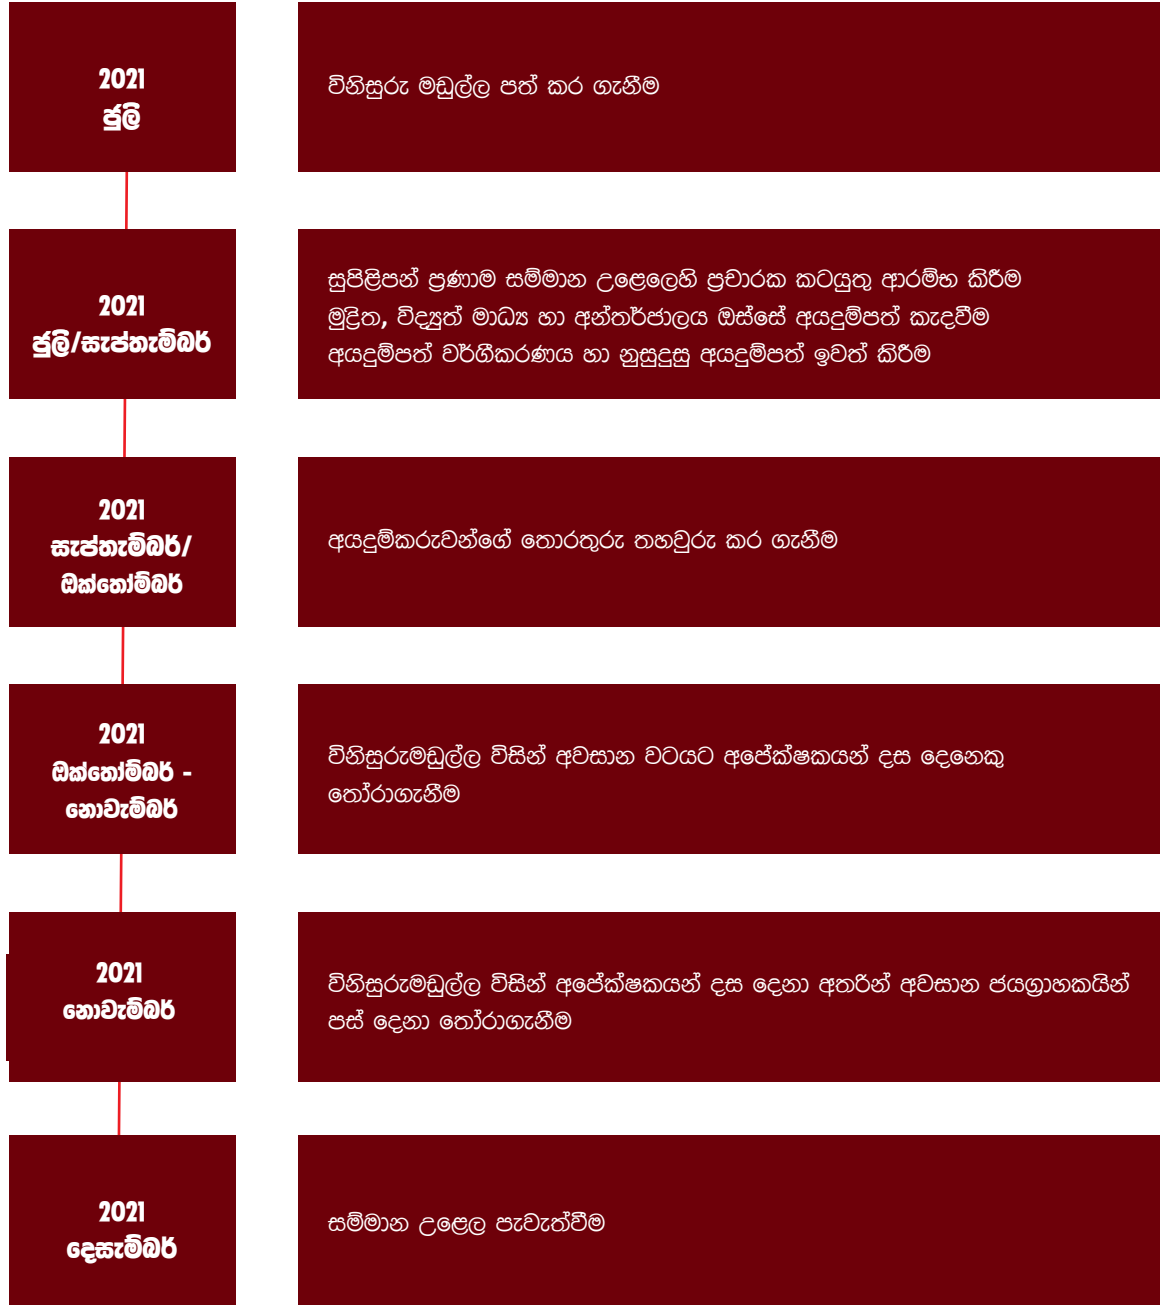 2021
ජූලි
විනිසුරු මඩුල්ල පත් කර ගැනීම
2021
ජූලි/සැප්තැම්බර්
සුපිළිපන් ප්‍රණාම සම්මාන උළෙලෙහි ප්‍රචාරක කටයුතු ආරම්භ කිරීම
මුද්‍රිත, විද්‍යුත් මාධ්‍ය හා අන්තර්ජාලය ඔස්සේ අයදුම්පත් කැදවීම
අයදුම්පත් වර්ගීකරණය හා නුසුදුසු අයදුම්පත් ඉවත් කිරීම
2021
සැප්තැම්බර්/
ඔක්තෝම්බර්
අයදුම්කරුවන්ගේ තොරතුරු තහවුරු කර ගැනීම
2021
ඔක්තෝම්බර් -
නොවැම්බර්
විනිසුරුමඩුල්ල විසින් අවසාන වටයට අපේක්ෂකයන් දස දෙනෙකු
තෝරාගැනීම
2021
නොවැම්බර්
විනිසුරුමඩුල්ල විසින් අපේක්ෂකයන් දස දෙනා අතරින් අවසාන ජයග්‍රාහකයින්
පස් දෙනා තෝරාගැනීම
2021
දෙසැම්බර්
සම්මාන උළෙල පැවැත්වීම